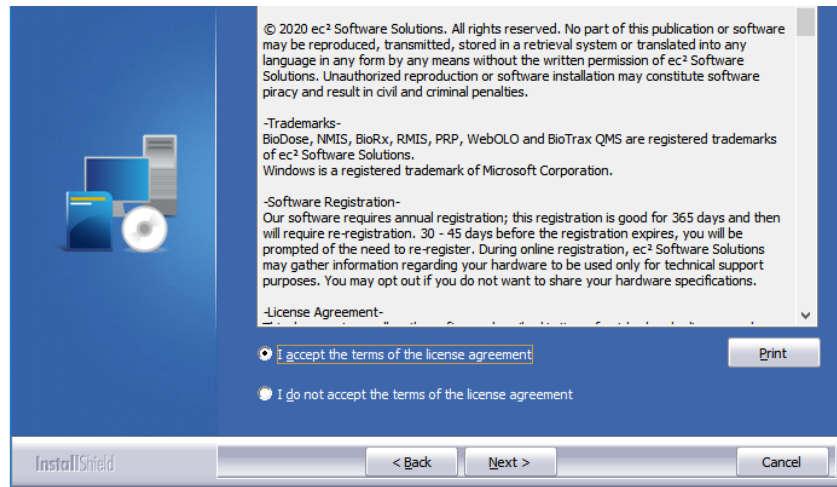 © 2020 ec² Software Solutions. All rights reserved. No part of this publication or software
may be reproduced, transmitted, stored in a retrieval system or translated into any
language in any form by any means without the written permission of ec² Software
Solutions. Unauthorized reproduction or software installation may constitute software
piracy and result in civil and criminal penalties.
-Trademarks-
BioDose, NMIS, BioRx, RMIS, PRP, WebOLO and BioTrax QMS are registered trademarks
of ec² Software Solutions.
Windows is a registered trademark of Microsoft Corporation.
-Software Registration-
Our software requires annual registration; this registration is good for 365 days and then
will require re-registration. 30 - 45 days before the registration expires, you will be
prompted of the need to re-register. During online registration, ec² Software Solutions
may gather information regarding your hardware to be used only for technical support
purposes. You may opt out if you do not want to share your hardware specifications.
-License Agreement-
I accept the terms of the license agreement
Print
I do not accept the terms of the license agreement
InstallShield
< Back
Next >
Cancel